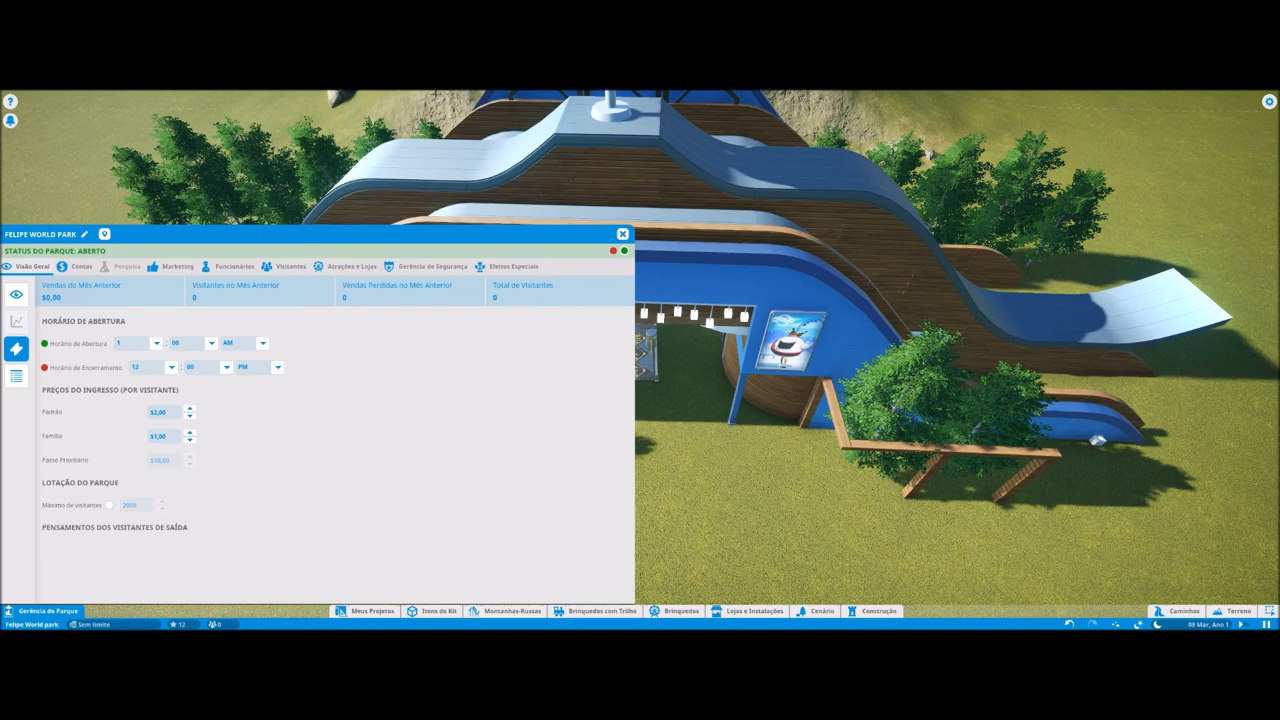 FELIPE WORLD PARK
STATUS DO PARQUE: ABERTO
Visão Geral Contas Pesquisa Marketing Funcionários Visitantes Atrações e Lojas Gerência de Segurança Efeitos Especiais
Vendas do Mês Anterior Visitantes no Mês Anterior Vendas Perdidas no Mês Anterior Total de Visitantes
$0,00 0 0 0
HORÁRIO DE ABERTURA
Horário de Abertura 1 : 00 AM
Horário de Encerramento 12 : 00 PM
PREÇOS DO INGRESSO (POR VISITANTE)
Padrão $2,00
Família $1,00
Passe Prioritário $10,00
LOTAÇÃO DO PARQUE
Máximo de visitantes 2000
PENSAMENTOS DOS VISITANTES DE SAÍDA
Gerência do Parque Meus Projetos Itens do Kit Montanhas-Russas Brinquedos com Trilho Brinquedos Lojas e Instalações Cenário Construção Caminhos Terreno
Felipe World park Sem limite 12 0 08 Mar, Ano 1